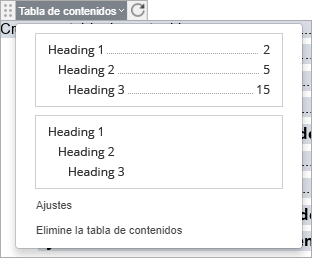 Tabla de contenidos
Heading 1 2
Heading 2 5
Heading 3 15
Heading 1
Heading 2
Heading 3
Ajustes
Elimine la tabla de contenidos